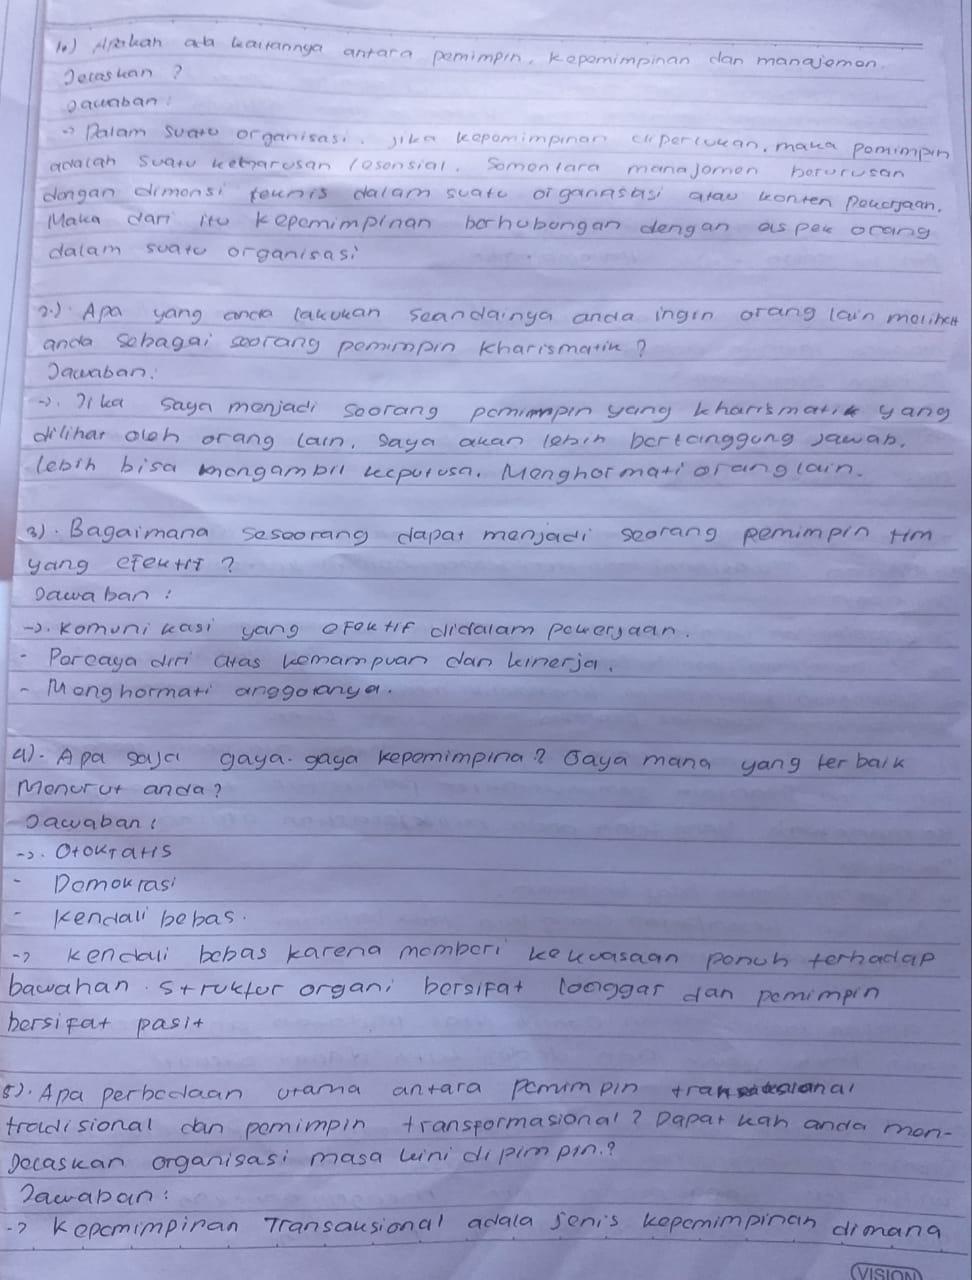 1.) Apakah ada kaitannya antara pemimpin, kepemimpinan dan manajemen.
Jelaskan ?
Jawaban :
-> Dalam suatu organisasi, jika kepemimpinan diperlukan, maka pemimpin
adalah suatu keharusan /esensial. Sementara manajemen berurusan
dengan dimensi teknis dalam suatu organasasi atau konten pekerjaan.
Maka dari itu kepemimpinan berhubungan dengan aspek orang
dalam suatu organisasi
2.). Apa yang anda lakukan seandainya anda ingin orang lain melihat
anda sebagai seorang pemimpin kharismatik ?
Jawaban :
->. Jika saya menjadi seorang pemimpin yang kharismatik yang
dilihat oleh orang lain, saya akan lebih bertanggung jawab,
lebih bisa mengambil keputusa, Menghormati orang lain.
3). Bagaimana seseorang dapat menjadi seorang pemimpin tim
yang efektif ?
Jawaban :
->. Komunikasi yang efektif didalam pekerjaan.
- Percaya diri atas kemampuan dan kinerja.
- Menghormati anggotanya.
4). Apa saja gaya-gaya kepemimpina? Gaya mana yang terbaik
Menurut anda?
Jawaban :
->. Otokratis
- Demokrasi
- Kendali bebas.
-> Kendali bebas karena memberi kekuasaan penuh terhadap
bawahan. Struktur organi bersifat longgar dan pemimpin
bersifat pasif
5). Apa perbedaan utama antara pemimpin
tradisional dan pemimpin transformasional? Dapat kah anda men-
jelaskan organisasi masa kini di pimpin.?
Jawaban :
-> Kepemimpinan Transaksional adala jenis kepemimpinan dimana
VISION